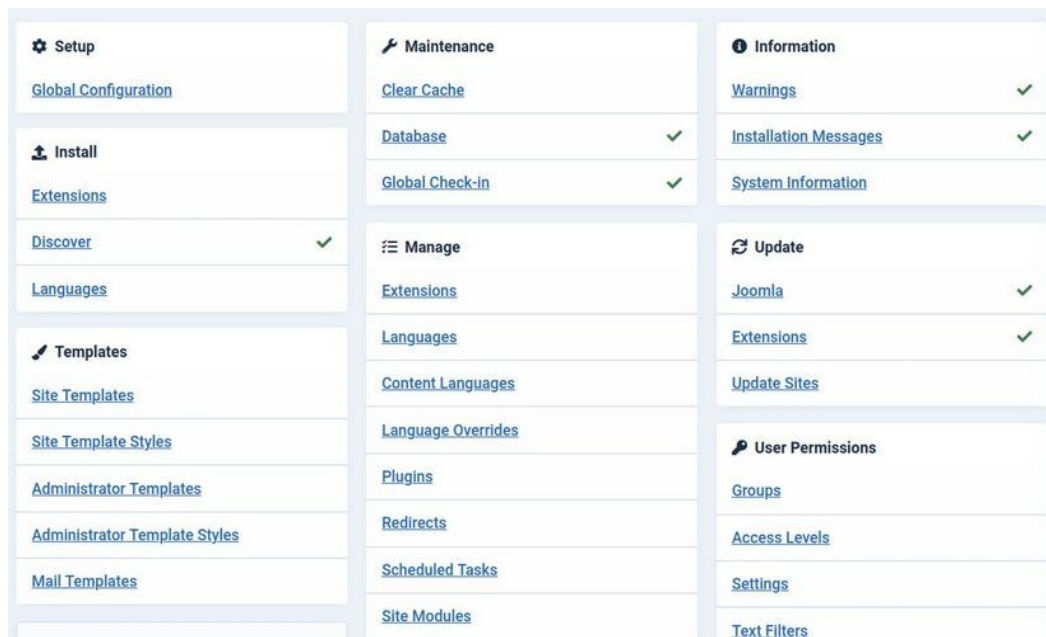 Setup
Global Configuration
Install
Extensions
Discover
Languages
Templates
Site Templates
Site Template Styles
Administrator Templates
Administrator Template Styles
Mail Templates
Maintenance
Clear Cache
Database
Global Check-in
Manage
Extensions
Languages
Content Languages
Language Overrides
Plugins
Redirects
Scheduled Tasks
Site Modules
Information
Warnings
Installation Messages
System Information
Update
Joomla
Extensions
Update Sites
User Permissions
Groups
Access Levels
Settings
Text Filters